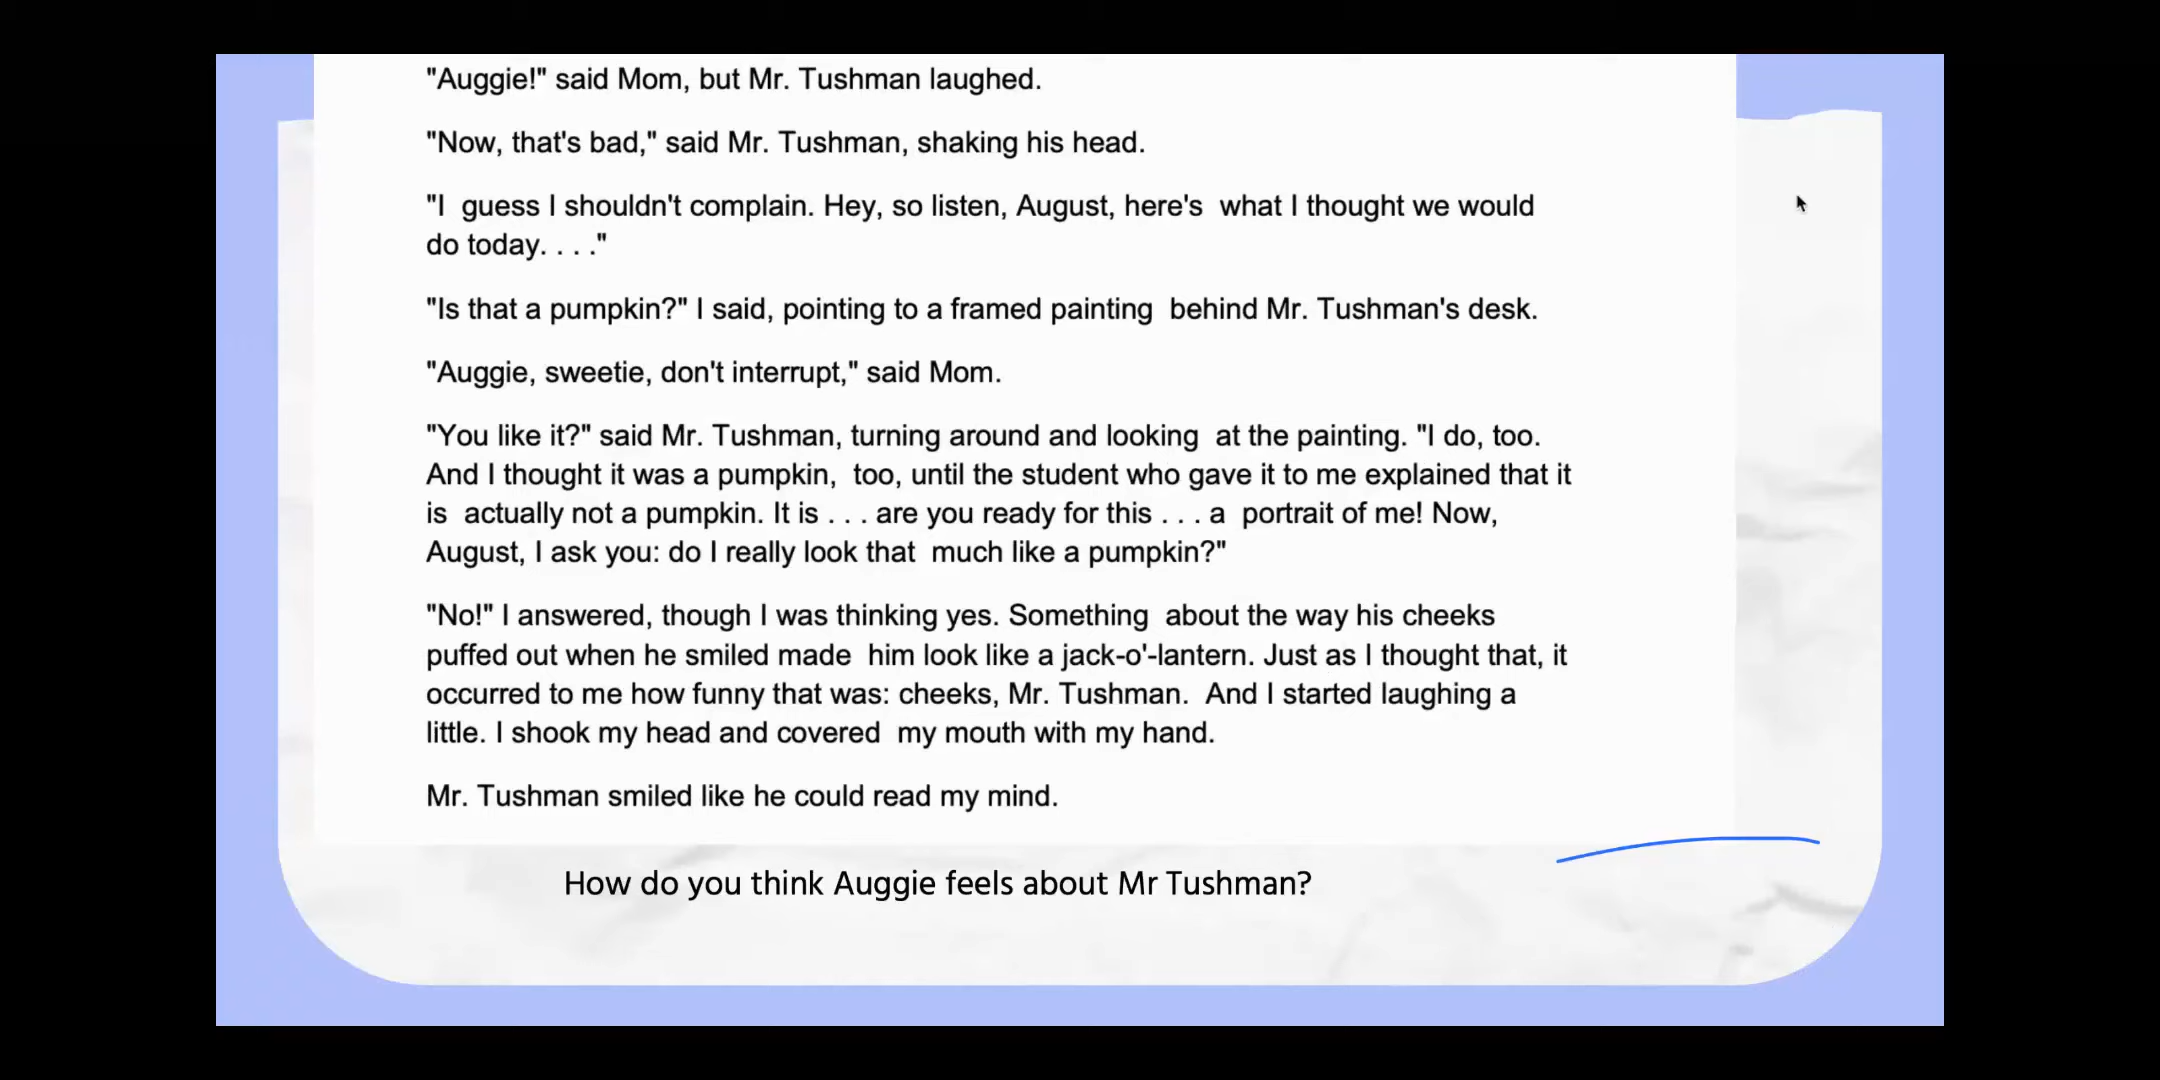 "Auggie!" said Mom, but Mr. Tushman laughed.
"Now, that's bad," said Mr. Tushman, shaking his head.
"I guess I shouldn't complain. Hey, so listen, August, here's what I thought we would
do today. . . ."
"Is that a pumpkin?" I said, pointing to a framed painting behind Mr. Tushman's desk.
"Auggie, sweetie, don't interrupt," said Mom.
"You like it?" said Mr. Tushman, turning around and looking at the painting. "I do, too.
And I thought it was a pumpkin, too, until the student who gave it to me explained that it
is actually not a pumpkin. It is . . . are you ready for this . . . a portrait of me! Now,
August, I ask you: do I really look that much like a pumpkin?"
"No!" I answered, though I was thinking yes. Something about the way his cheeks
puffed out when he smiled made him look like a jack-o'-lantern. Just as I thought that, it
occurred to me how funny that was: cheeks, Mr. Tushman. And I started laughing a
little. I shook my head and covered my mouth with my hand.
Mr. Tushman smiled like he could read my mind.
How do you think Auggie feels about Mr Tushman?